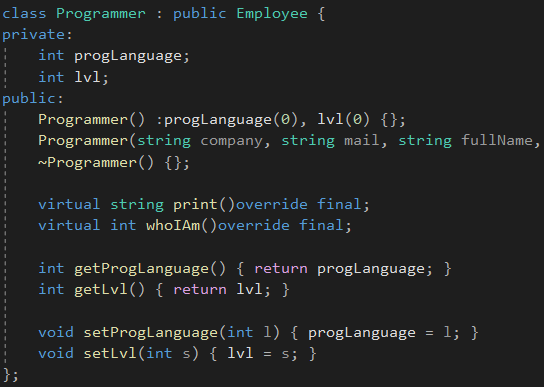 class Programmer : public Employee {
private:
    int progLanguage;
    int lvl;
public:
    Programmer() :progLanguage(0), lvl(0) {};
    Programmer(string company, string mail, string fullName,
    ~Programmer() {};

    virtual string print()override final;
    virtual int whoIAm()override final;

    int getProgLanguage() { return progLanguage; }
    int getLvl() { return lvl; }

    void setProgLanguage(int l) { progLanguage = l; }
    void setLvl(int s) { lvl = s; }
};